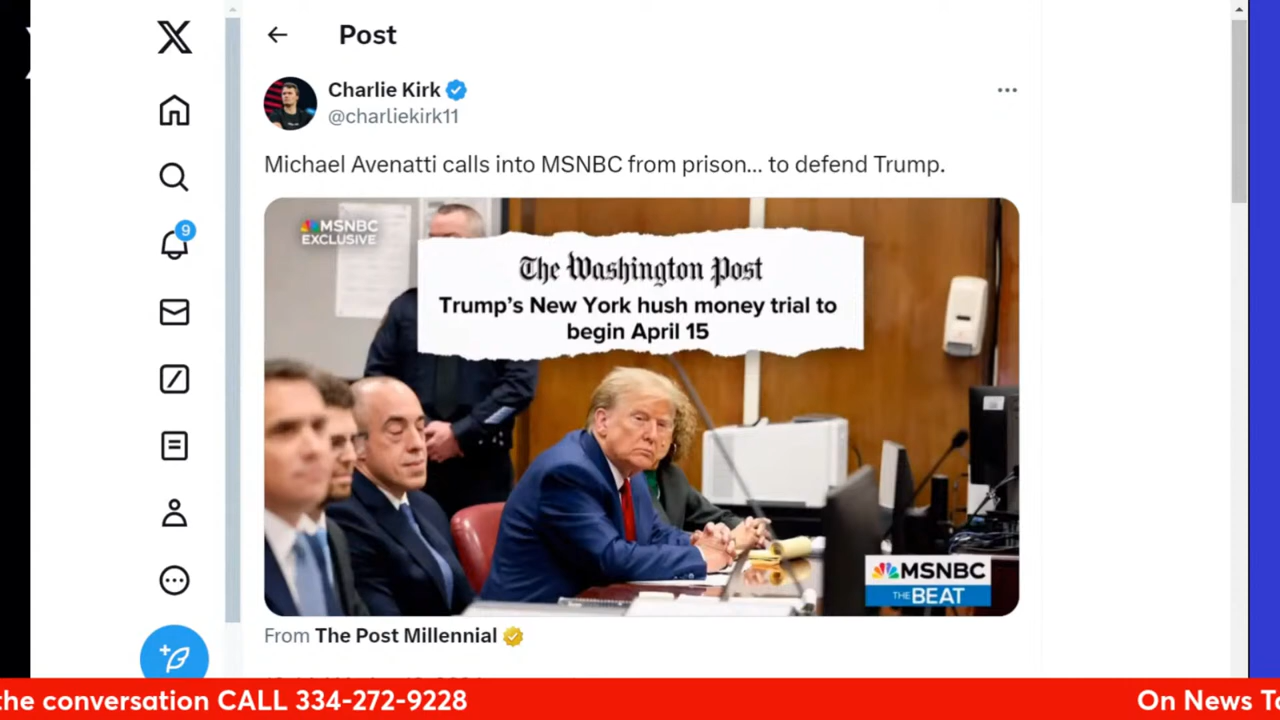 Post
Charlie Kirk
@charliekirk11
9
Michael Avenatti calls into MSNBC from prison... to defend Trump.
MSNBC
EXCLUSIVE
The Washington Post
Trump's New York hush money trial to
begin April 15
MSNBC
THE BEAT
From The Post Millennial
the conversation CALL 334-272-9228
On News